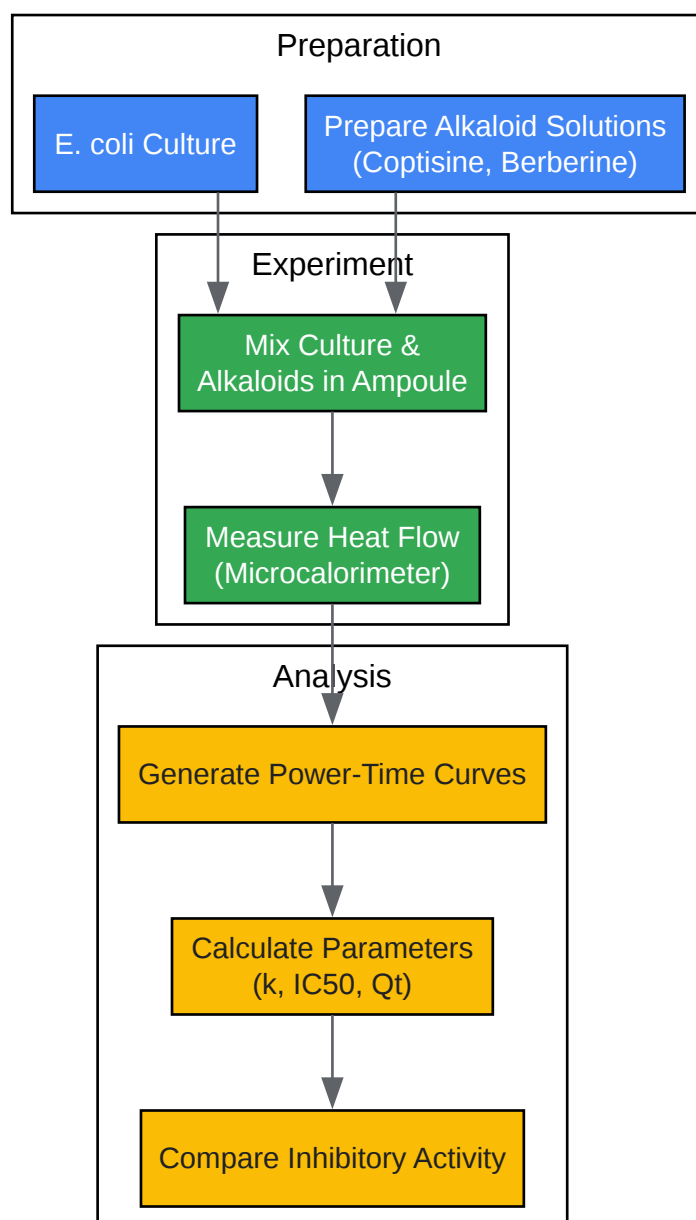 Preparation
E. coli Culture
Prepare Alkaloid Solutions
(Coptisine, Berberine)
Experiment
Mix Culture &
Alkaloids in Ampoule
Measure Heat Flow
(Microcalorimeter)
Analysis
Generate Power-Time Curves
Calculate Parameters
(k, IC50, Qt)
Compare Inhibitory Activity